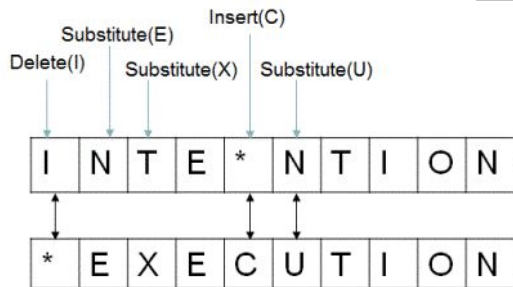 Insert(C)
Substitute(E)
Delete(I)
Substitute(X) Substitute(U)
I N T E * N T I O N
* E X E C U T I O N